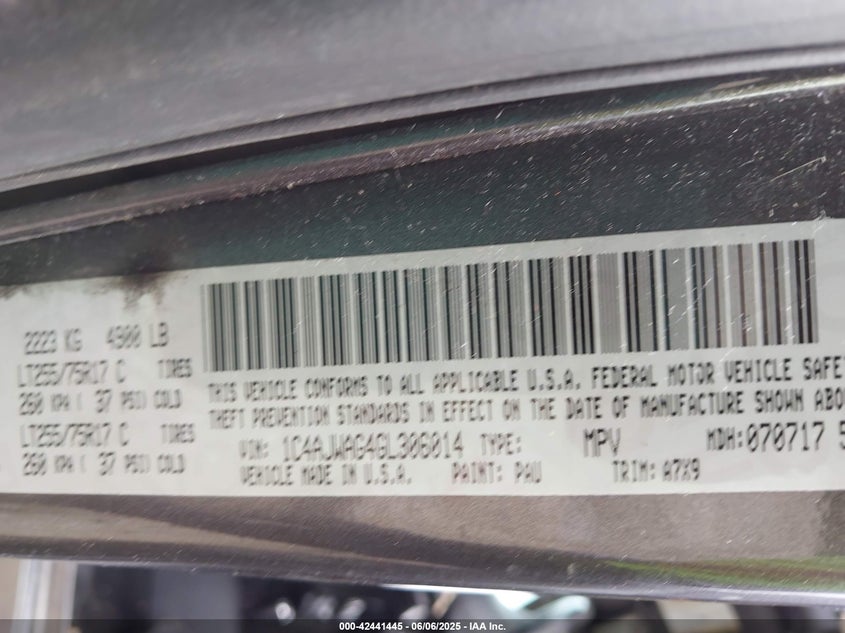 2223 KG 4900 LB
LT255/75R17 C TIRES
260 KPA ( 37 PSI) COLD
LT255/75R17 C TIRES
260 KPA ( 37 PSI) COLD
THIS VEHICLE CONFORMS TO ALL APPLICABLE U.S.A. FEDERAL MOTOR VEHICLE SAFE
THEFT PREVENTION STANDARDS IN EFFECT ON THE DATE OF MANUFACTURE SHOWN ABO
VIN: 1C4AJWAG4GL306014 TYPE: MPV MDH:070717 5
VEHICLE MADE IN U.S.A. PAINT: PAU TRIM: A7X9
000-42441445 - 06/06/2025 - IAA Inc.